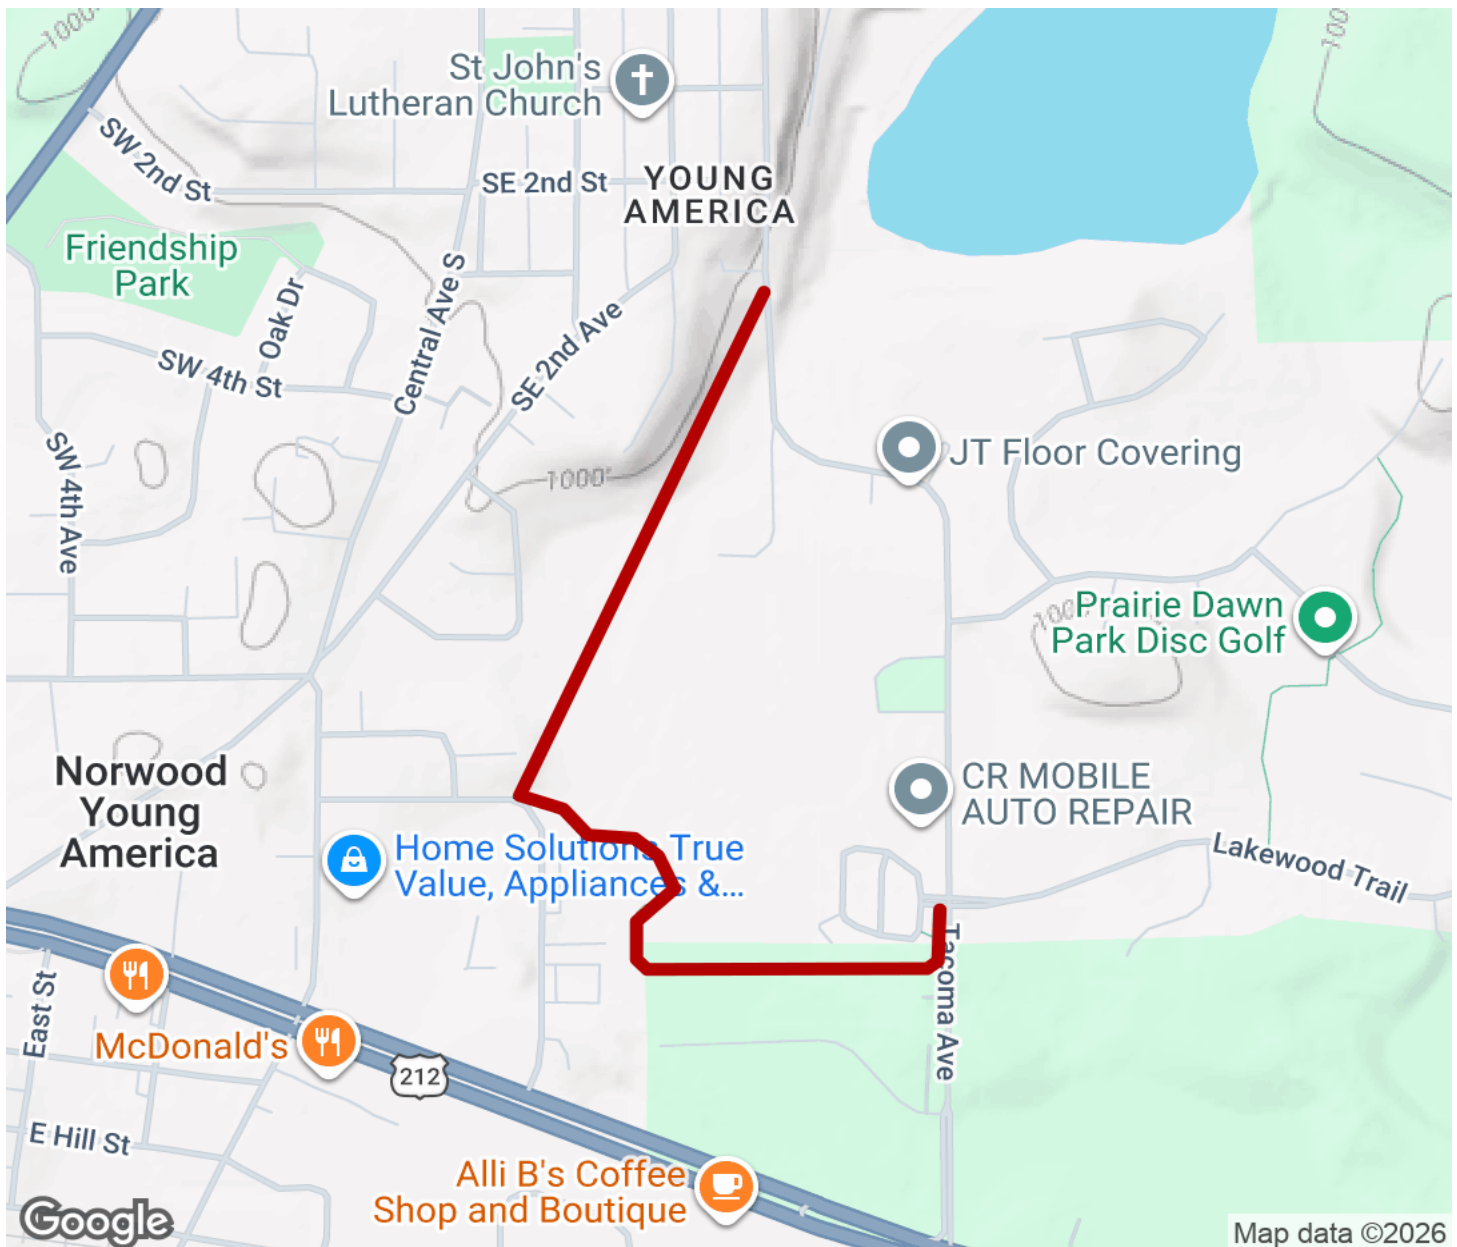 1000'
100
St John's
Lutheran Church
SW 2nd St
SE 2nd St
YOUNG
AMERICA
Friendship
Park
Oak Dr
Central Ave S
SE 2nd Ave
SW 4th St
SW 4th Ave
1000'
JT Floor Covering
Prairie Dawn
Park Disc Golf
100
Norwood
Young
America
CR MOBILE
AUTO REPAIR
Home Solutions True
Value, Appliances &...
Lakewood Trail
Tacoma Ave
East St
McDonald's
212
E Hill St
Alli B's Coffee
Shop and Boutique
Google
Map data ©2026